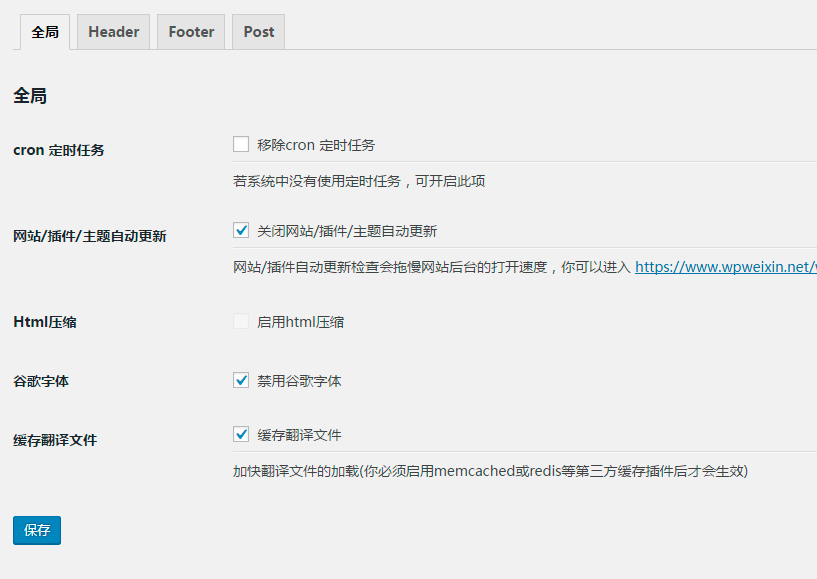 全局 Header Footer Post
全局
cron 定时任务 移除cron 定时任务
若系统中没有使用定时任务，可开启此项
网站/插件/主题自动更新 关闭网站/插件/主题自动更新
网站/插件自动更新检查会拖慢网站后台的打开速度，你可以进入 https://www.wpweixin.net/
Html压缩 启用html压缩
谷歌字体 禁用谷歌字体
缓存翻译文件 缓存翻译文件
加快翻译文件的加载(你必须启用memcached或redis等第三方缓存插件后才会生效)
保存